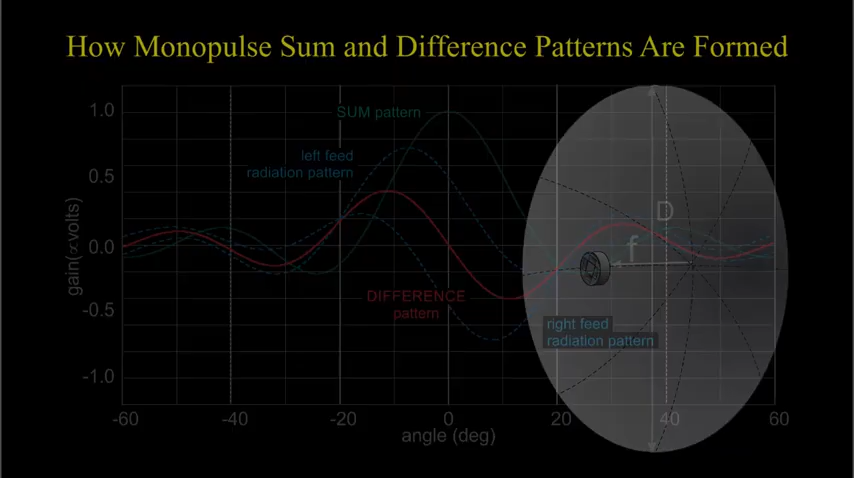 How Monopulse Sum and Difference Patterns Are Formed
1.0
SUM pattern
left feed
radiation pattern
0.5
gain(∝volts)
0.0
D
f
DIFFERENCE
pattern
-0.5
right feed
radiation pattern
-1.0
-60 -40 -20 0 20 40 60
angle (deg)